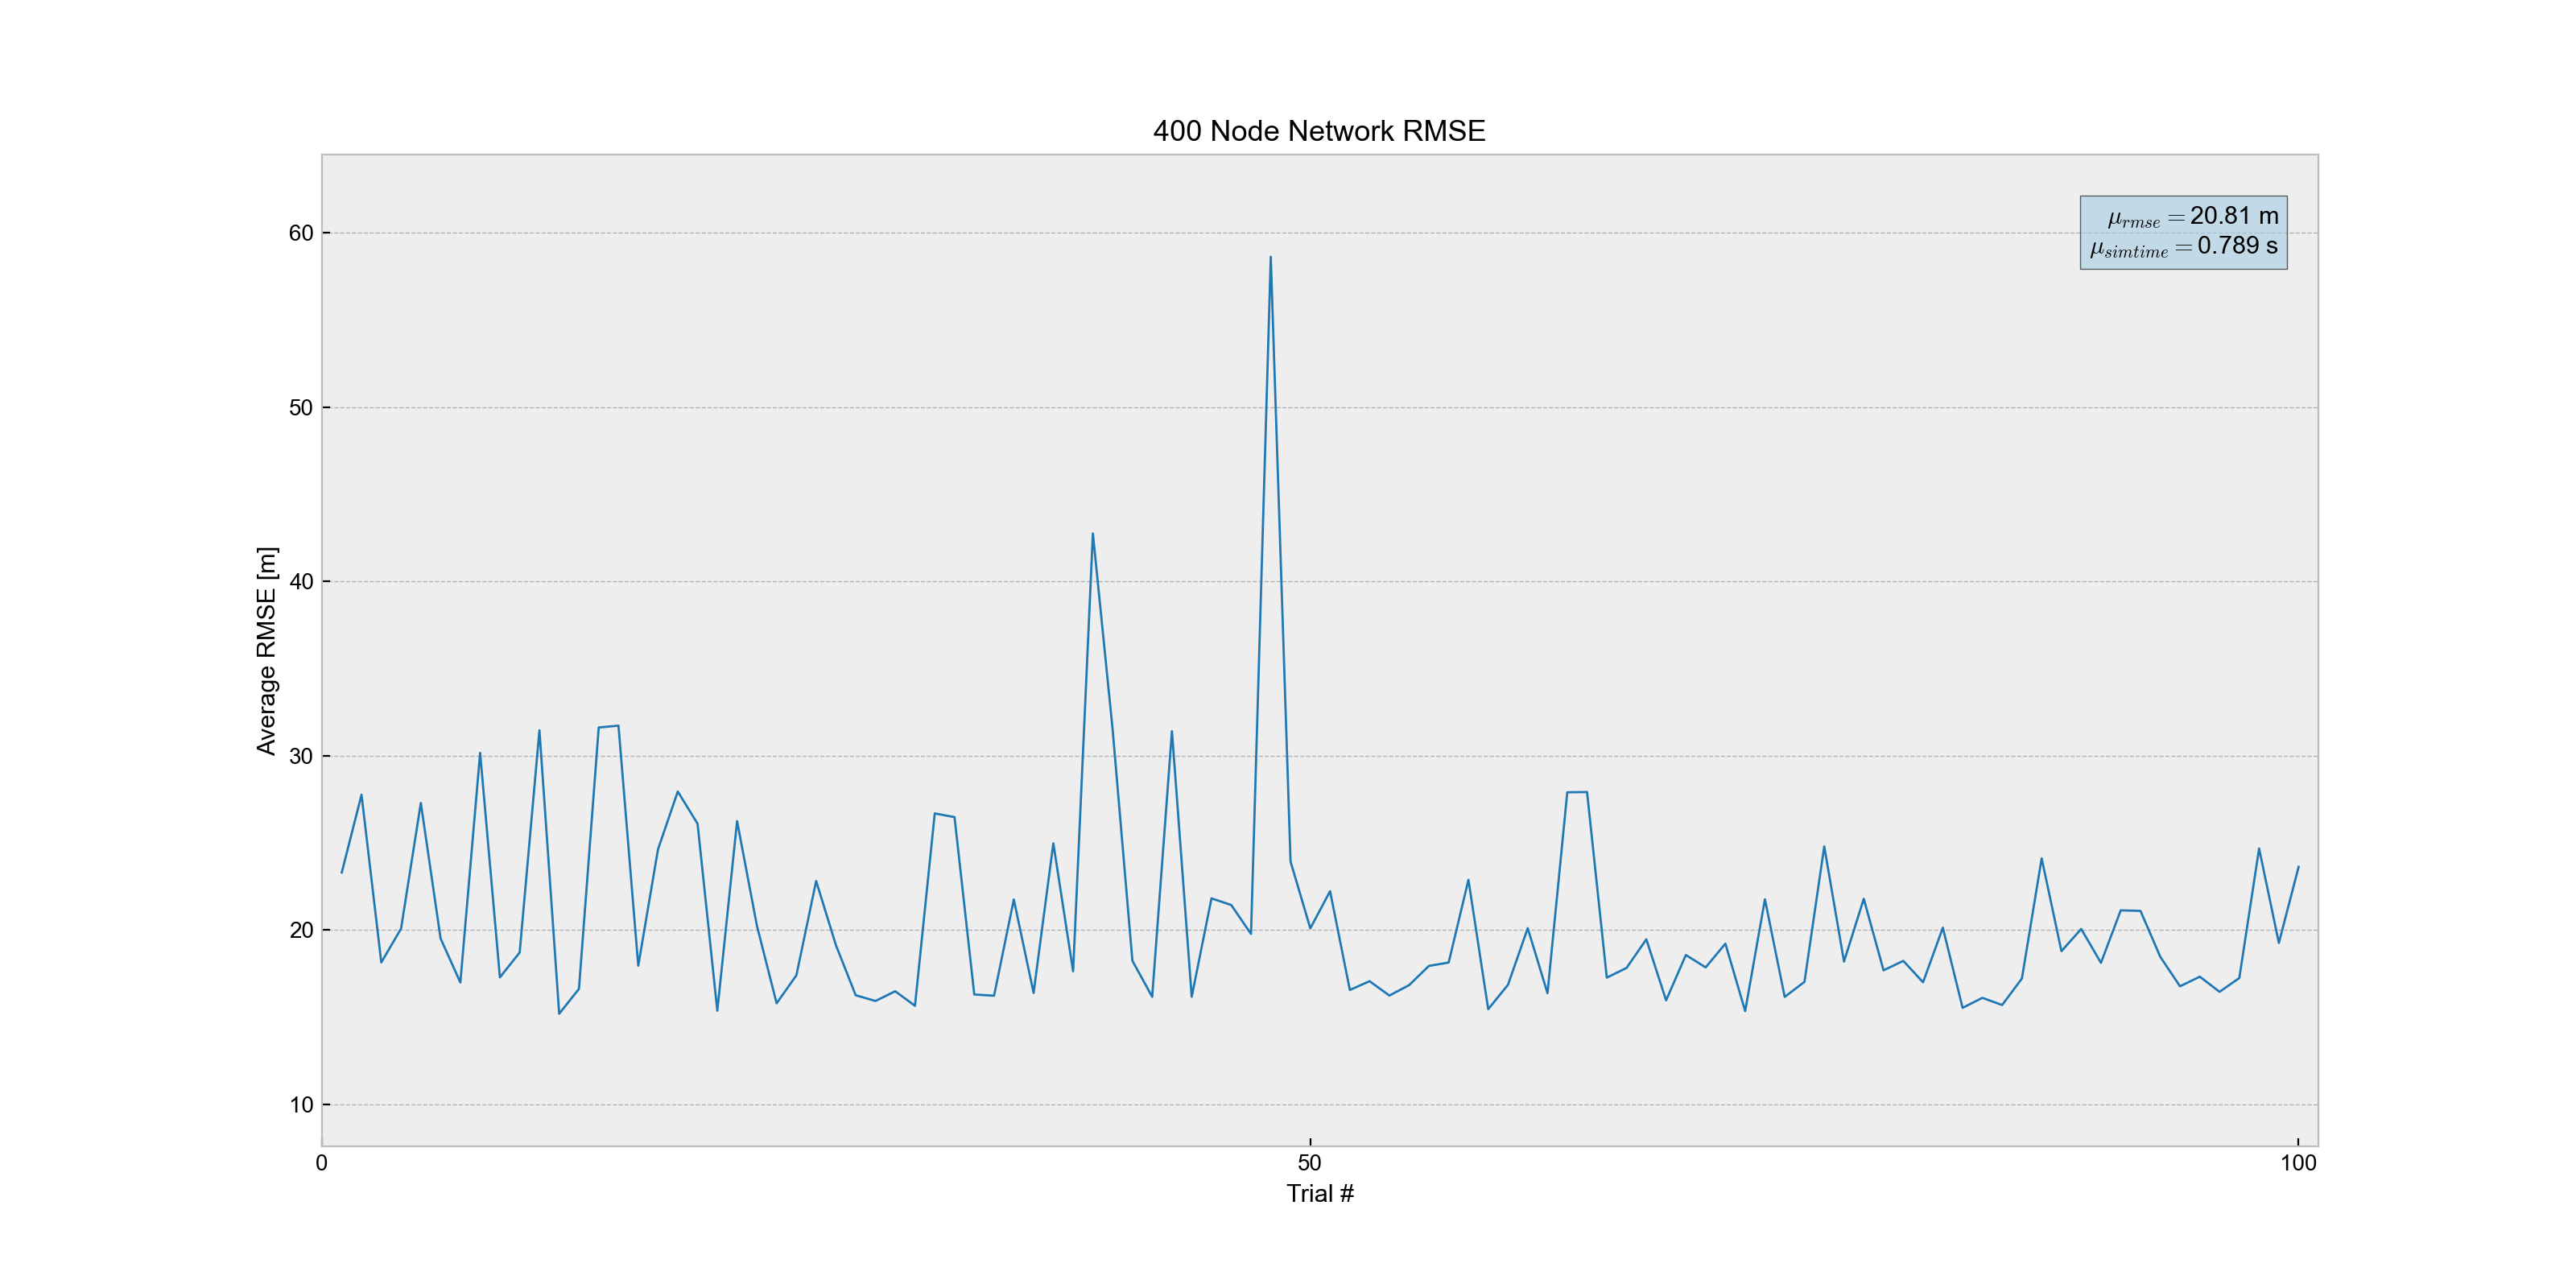 400 Node Network RMSE
μ_rmse = 20.81 m
μ_simtime = 0.789 s
60
50
40
30
20
10
Average RMSE [m]
0 50 100
Trial #